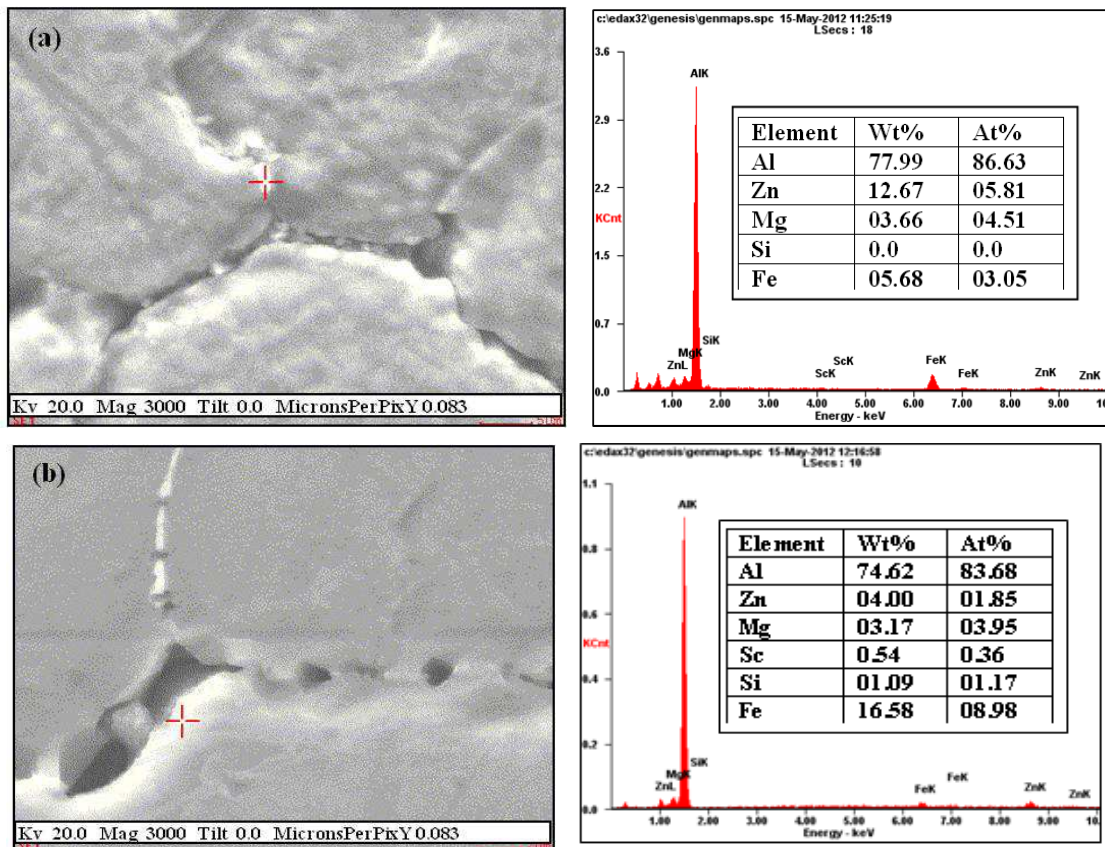 (a)
Kv 20.0 Mag 3000 Tilt 0.0 MicronsPerPixY 0.083
SET
c:\edax32\genesis\genmaps.spc 15-May-2012 11:25:19
LSecs : 18
3.6
2.9
2.2
KCnt
1.5
0.7
0.0
AlK
Element Wt% At%
Al 77.99 86.63
Zn 12.67 05.81
Mg 03.66 04.51
Si 0.0 0.0
Fe 05.68 03.05
ZnL MgK SiK ScK ScK FeK FeK ZnK ZnK
1.00 2.00 3.00 4.00 5.00 6.00 7.00 8.00 9.00 10
Energy - keV
(b)
Kv 20.0 Mag 3000 Tilt 0.0 MicronsPerPixY 0.083
c:\edax32\genesis\genmaps.spc 15-May-2012 12:16:58
LSecs : 10
1.1
0.8
0.6
KCnt
0.4
0.2
0.0
AlK
Element Wt% At%
Al 74.62 83.68
Zn 04.00 01.85
Mg 03.17 03.95
Sc 0.54 0.36
Si 01.09 01.17
Fe 16.58 08.98
ZnL MgK SiK FeK FeK ZnK ZnK
1.00 2.00 3.00 4.00 5.00 6.00 7.00 8.00 9.00 10.
Energy - keV